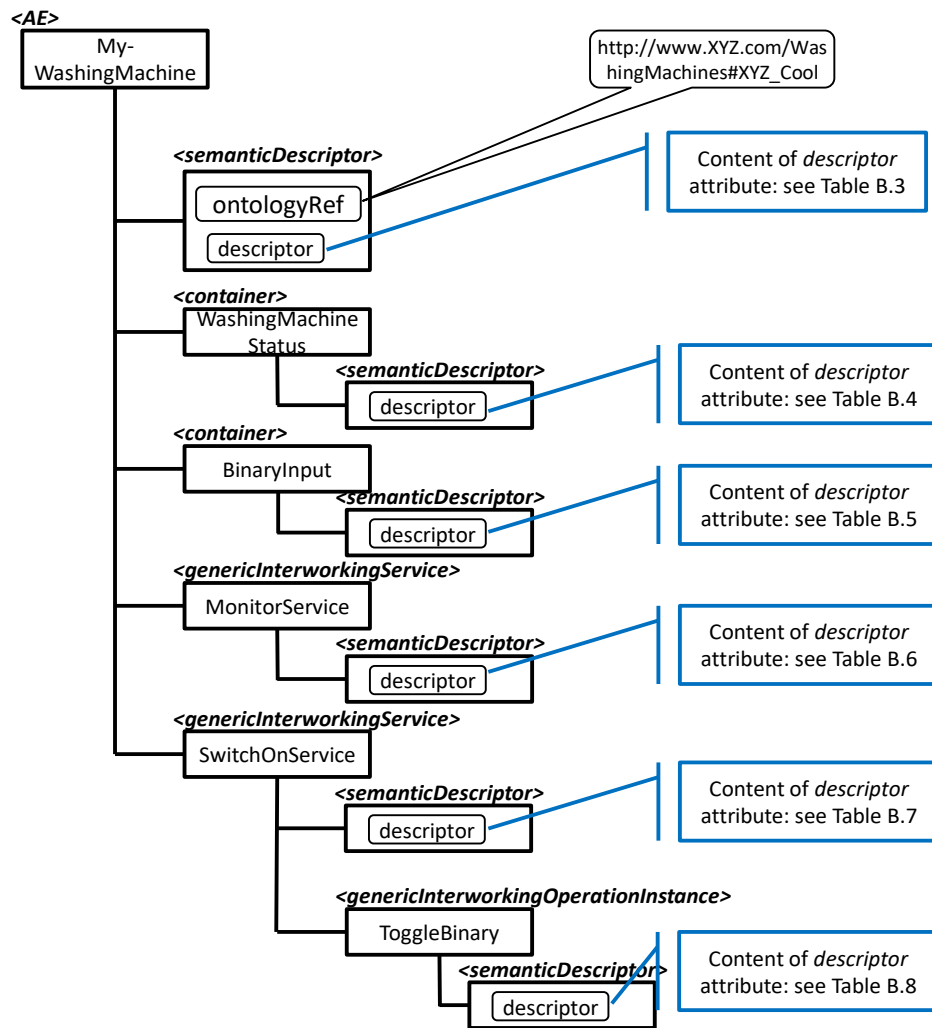 <AE>
My-
WashingMachine
http://www.XYZ.com/Was
hingMachines#XYZ_Cool
<semanticDescriptor>
ontologyRef
descriptor
Content of descriptor
attribute: see Table B.3
<container>
WashingMachine
Status
<semanticDescriptor>
descriptor
Content of descriptor
attribute: see Table B.4
<container>
BinaryInput
<semanticDescriptor>
descriptor
Content of descriptor
attribute: see Table B.5
<genericInterworkingService>
MonitorService
<semanticDescriptor>
descriptor
Content of descriptor
attribute: see Table B.6
<genericInterworkingService>
SwitchOnService
<semanticDescriptor>
descriptor
Content of descriptor
attribute: see Table B.7
<genericInterworkingOperationInstance>
ToggleBinary
<semanticDescriptor>
descriptor
Content of descriptor
attribute: see Table B.8